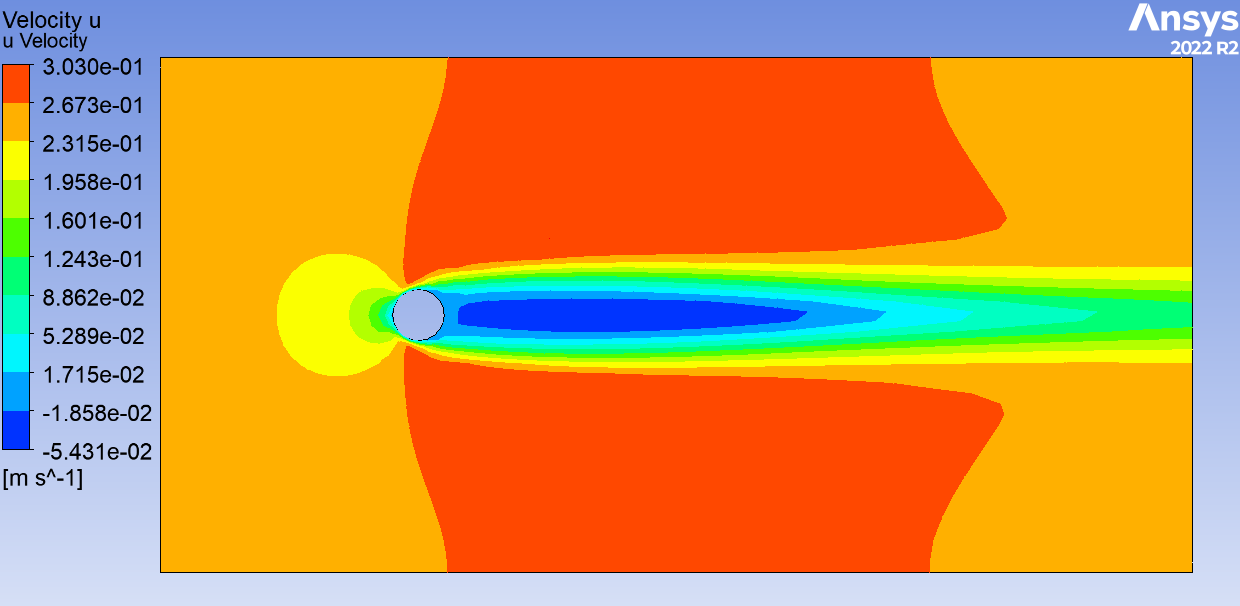 Velocity u
u Velocity
Ansys
2022 R2
3.030e-01
2.673e-01
2.315e-01
1.958e-01
1.601e-01
1.243e-01
8.862e-02
5.289e-02
1.715e-02
-1.858e-02
-5.431e-02
[m s^-1]